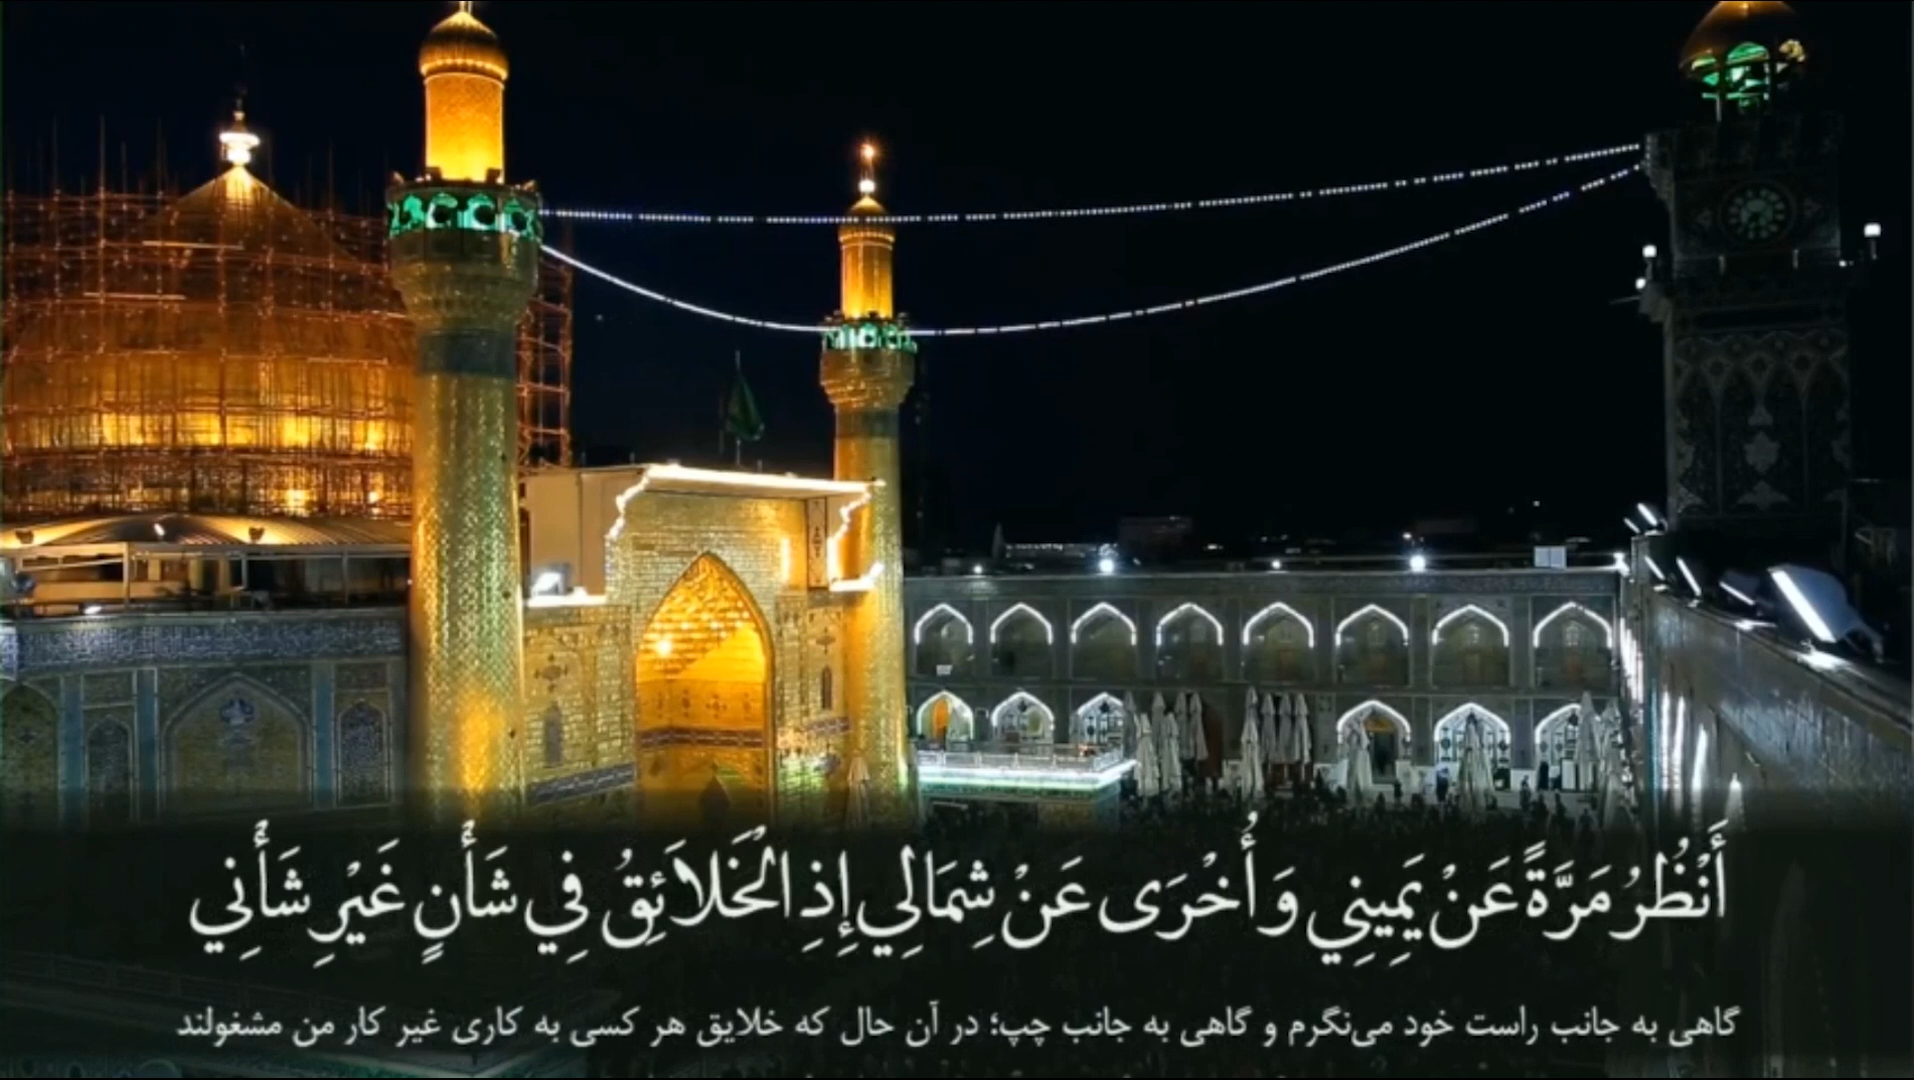 أَنْظُرُ مَرَّةً عَنْ يَمِينِي وَ أُخْرَى عَنْ شِمَالِي إِذِ الْخَلاَئِقُ فِي شَأْنٍ غَيْرِ شَأْنِي
گاهی به جانب راست خود می‌نگرم و گاهی به جانب چپ؛ در آن حال که خلایق هر کسی به کاری غیر کار من مشغولند